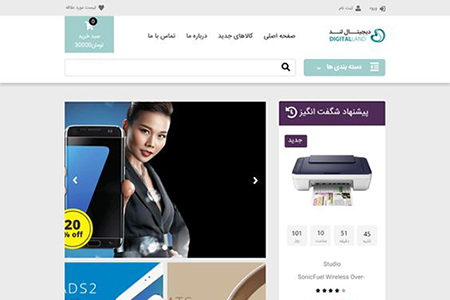 ورود
ثبت نام
لیست مورد علاقه
دیجیتال لند
DIGITALLAND
صفحه اصلی
کالاهای جدید
درباره ما
تماس با ما
0
سبد خرید
تومان30000
دسته بندی ها
پیشنهاد شگفت انگیز
جدید
20
% off
101 10 51 45
روز ساعت دقیقه ثانیه
Studio
SonicFuel Wireless Over-
ADS2